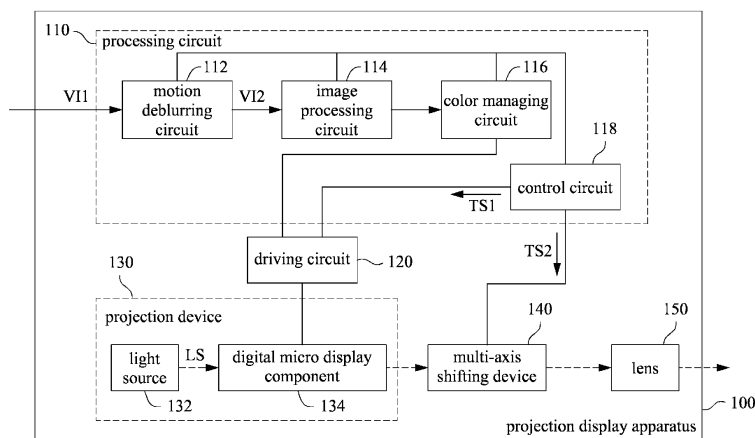 110
processing circuit
112
114
116
motion
deblurring
circuit
image
processing
circuit
color managing
circuit
VI1
VI2
118
control circuit
TS1
TS2
driving circuit
120
130
projection device
140
150
light
source
LS
digital micro display
component
multi-axis
shifting device
lens
132
134
100
projection display apparatus